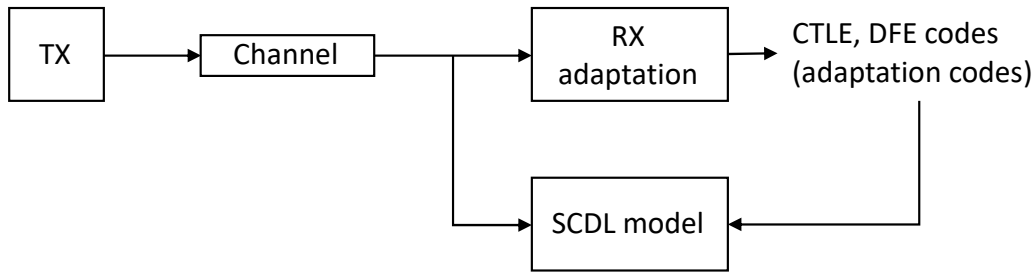 TX
Channel
RX
adaptation
CTLE, DFE codes
(adaptation codes)
SCDL model